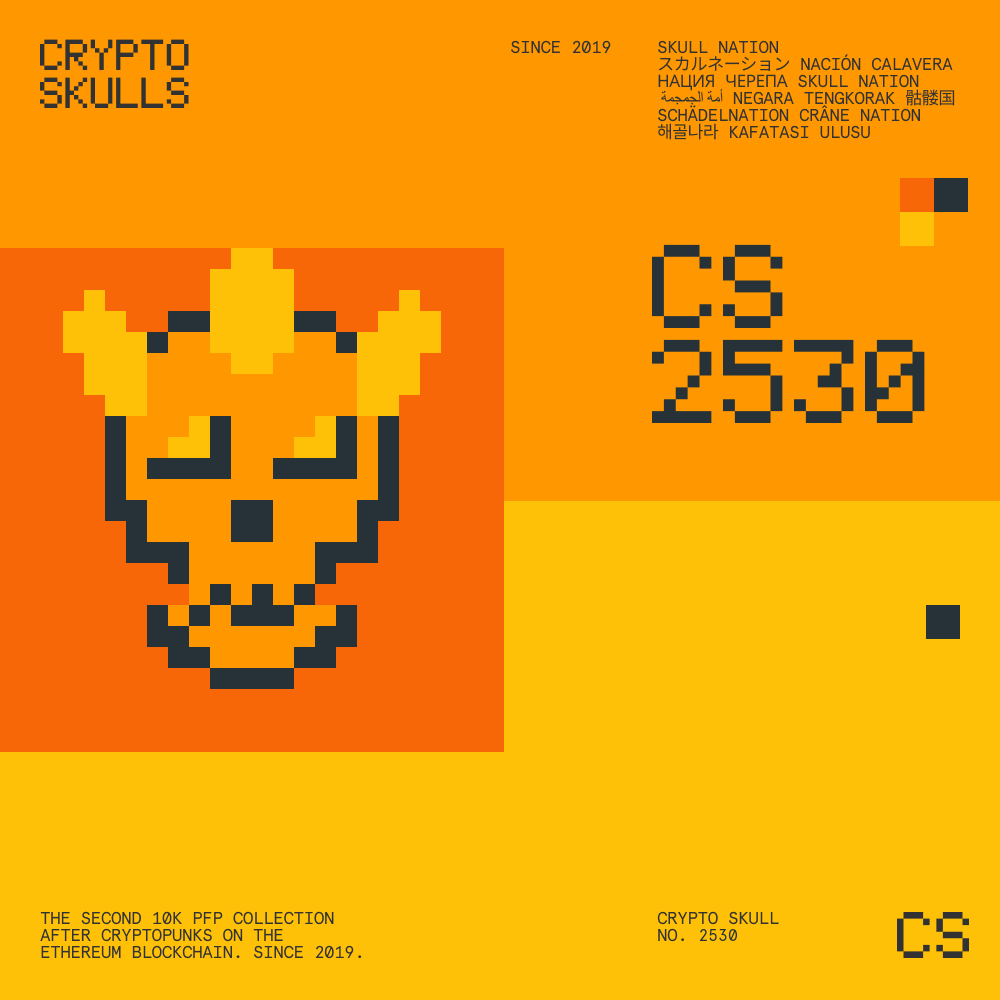 CRYPTO
SKULLS
SINCE 2019
SKULL NATION
スカルネーション NACIÓN CALAVERA
НАЦИЯ ЧЕРЕПА SKULL NATION
أمة الجمجمة NEGARA TENGKORAK 骷髅国
SCHÄDELNATION CRÂNE NATION
해골나라 KAFATASI ULUSU
CS
2530
THE SECOND 10K PFP COLLECTION
AFTER CRYPTOPUNKS ON THE
ETHEREUM BLOCKCHAIN. SINCE 2019.
CRYPTO SKULL
NO. 2530
CS